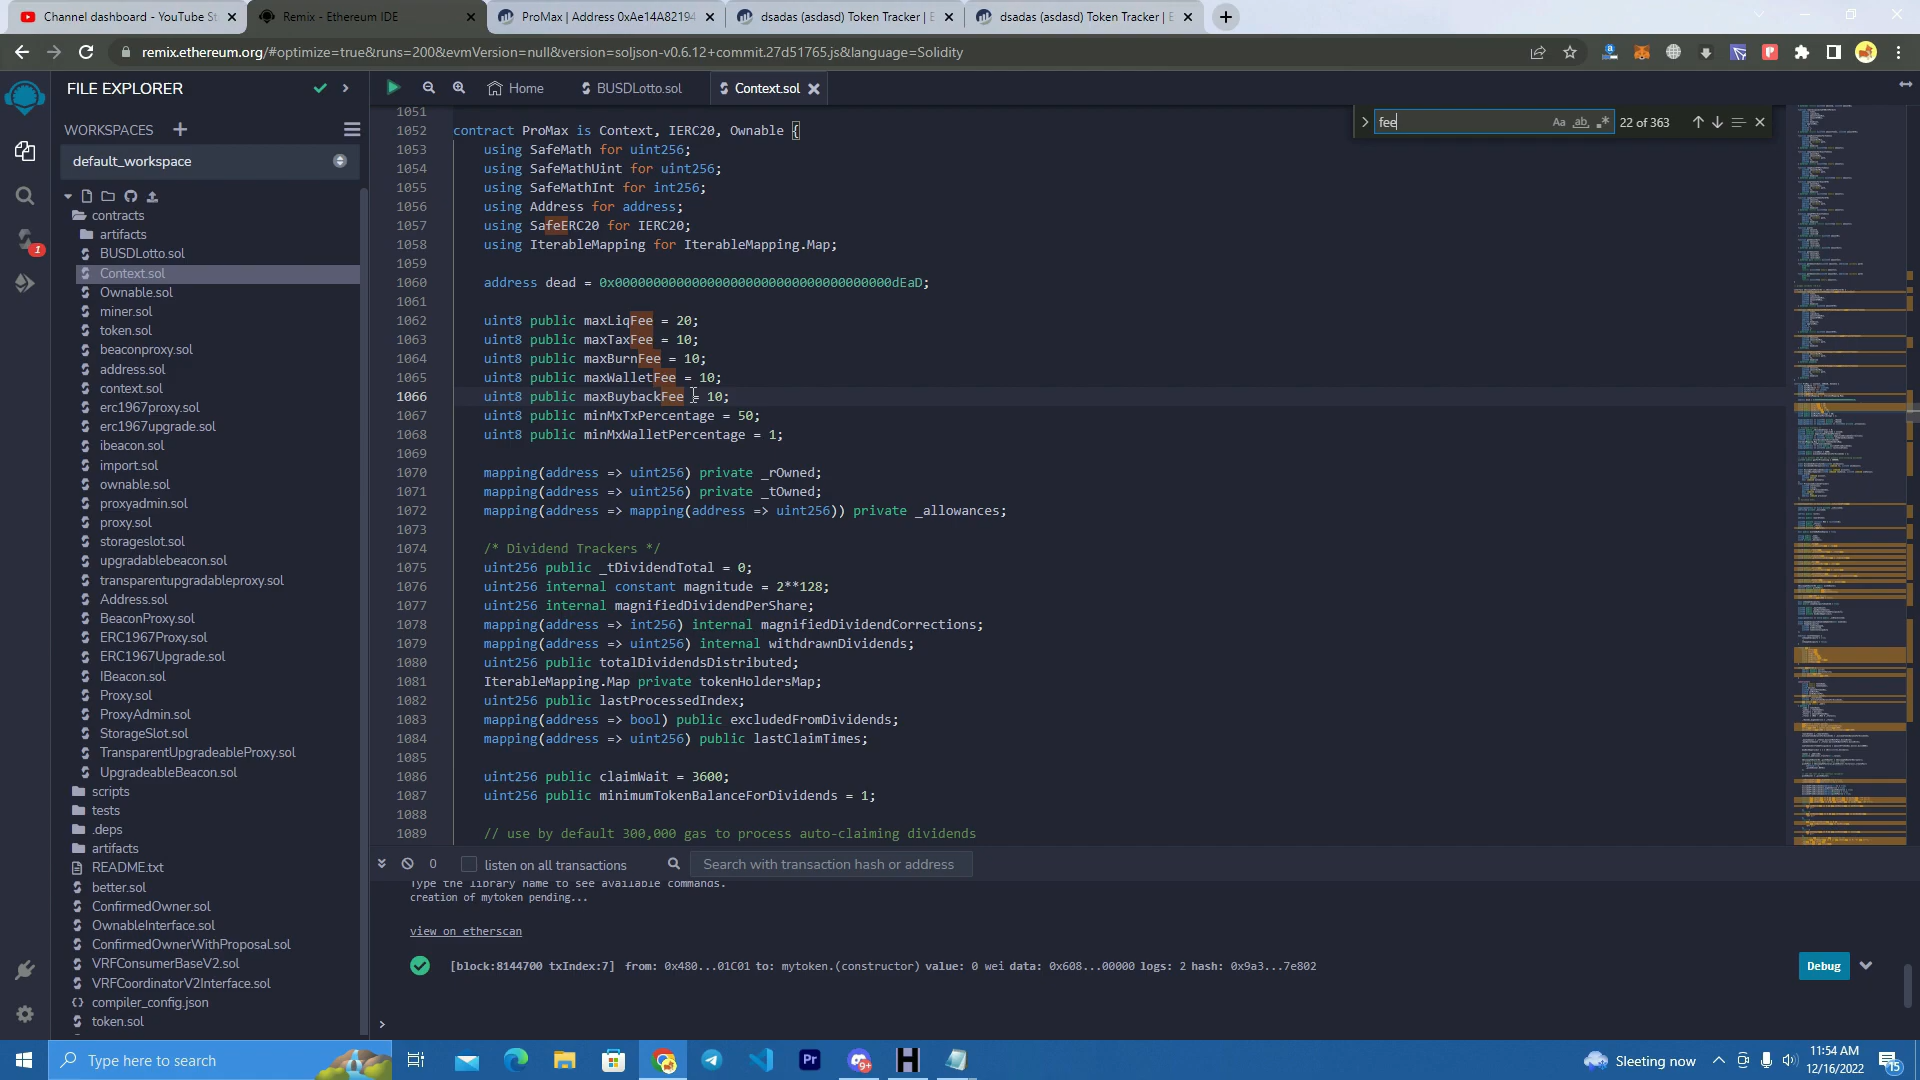 Channel dashboard - YouTube St
Remix - Ethereum IDE
ProMax | Address 0xAe14A82194
dsadas (asdasd) Token Tracker | E
dsadas (asdasd) Token Tracker | E
remix.ethereum.org/#optimize=true&runs=200&evmVersion=null&version=soljson-v0.6.12+commit.27d51765.js&language=Solidity
FILE EXPLORER
Home
BUSDLotto.sol
Context.sol
WORKSPACES
default_workspace
contracts
artifacts
BUSDLotto.sol
Context.sol
Ownable.sol
miner.sol
token.sol
beaconproxy.sol
address.sol
context.sol
erc1967proxy.sol
erc1967upgrade.sol
ibeacon.sol
import.sol
ownable.sol
proxyadmin.sol
proxy.sol
storageslot.sol
upgradablebeacon.sol
transparentupgradableproxy.sol
Address.sol
BeaconProxy.sol
ERC1967Proxy.sol
ERC1967Upgrade.sol
IBeacon.sol
Proxy.sol
ProxyAdmin.sol
StorageSlot.sol
TransparentUpgradeableProxy.sol
UpgradeableBeacon.sol
scripts
tests
.deps
artifacts
README.txt
better.sol
ConfirmedOwner.sol
OwnableInterface.sol
ConfirmedOwnerWithProposal.sol
VRFConsumerBaseV2.sol
VRFCoordinatorV2Interface.sol
compiler_config.json
token.sol
1
fee
Aa ab 22 of 363
1051
1052 contract ProMax is Context, IERC20, Ownable {
1053 using SafeMath for uint256;
1054 using SafeMathUint for uint256;
1055 using SafeMathInt for int256;
1056 using Address for address;
1057 using SafeERC20 for IERC20;
1058 using IterableMapping for IterableMapping.Map;
1059
1060 address dead = 0x000000000000000000000000000000000000dEaD;
1061
1062 uint8 public maxLiqFee = 20;
1063 uint8 public maxTaxFee = 10;
1064 uint8 public maxBurnFee = 10;
1065 uint8 public maxWalletFee = 10;
1066 uint8 public maxBuybackFee = 10;
1067 uint8 public minMxTxPercentage = 50;
1068 uint8 public minMxWalletPercentage = 1;
1069
1070 mapping(address => uint256) private _rOwned;
1071 mapping(address => uint256) private _tOwned;
1072 mapping(address => mapping(address => uint256)) private _allowances;
1073
1074 /* Dividend Trackers */
1075 uint256 public _tDividendTotal = 0;
1076 uint256 internal constant magnitude = 2**128;
1077 uint256 internal magnifiedDividendPerShare;
1078 mapping(address => int256) internal magnifiedDividendCorrections;
1079 mapping(address => uint256) internal withdrawnDividends;
1080 uint256 public totalDividendsDistributed;
1081 IterableMapping.Map private tokenHoldersMap;
1082 uint256 public lastProcessedIndex;
1083 mapping(address => bool) public excludedFromDividends;
1084 mapping(address => uint256) public lastClaimTimes;
1085
1086 uint256 public claimWait = 3600;
1087 uint256 public minimumTokenBalanceForDividends = 1;
1088
1089 // use by default 300,000 gas to process auto-claiming dividends
0 listen on all transactions Search with transaction hash or address
Type the library name to see available commands.
creation of mytoken pending...
view on etherscan
[block:8144700 txIndex:7] from: 0x480...01C01 to: mytoken.(constructor) value: 0 wei data: 0x608...00000 logs: 2 hash: 0x9a3...7e802
Debug
>
Type here to search
Pr
9+
H
Sleeting now
11:54 AM
12/16/2022
15